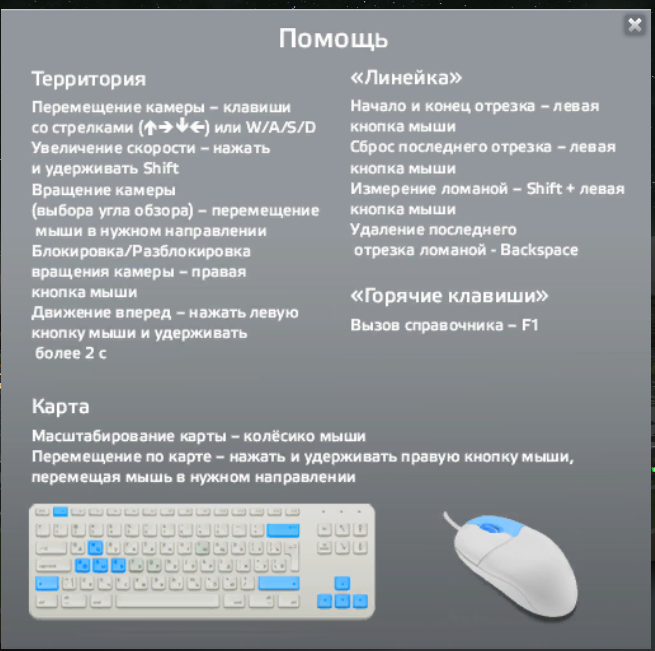 Помощь
Территория
Перемещение камеры – клавиши
со стрелками (↑→↓←) или W/A/S/D
Увеличение скорости – нажать
и удерживать Shift
Вращение камеры
(выбора угла обзора) – перемещение
мыши в нужном направлении
Блокировка/Разблокировка
вращения камеры – правая
кнопка мыши
Движение вперед – нажать левую
кнопку мыши и удерживать
более 2 с
«Линейка»
Начало и конец отрезка – левая
кнопка мыши
Сброс последнего отрезка – левая
кнопка мыши
Измерение ломаной – Shift + левая
кнопка мыши
Удаление последнего
отрезка ломаной - Backspace
«Горячие клавиши»
Вызов справочника – F1
Карта
Масштабирование карты – колёсико мыши
Перемещение по карте – нажать и удерживать правую кнопку мыши,
перемещая мышь в нужном направлении